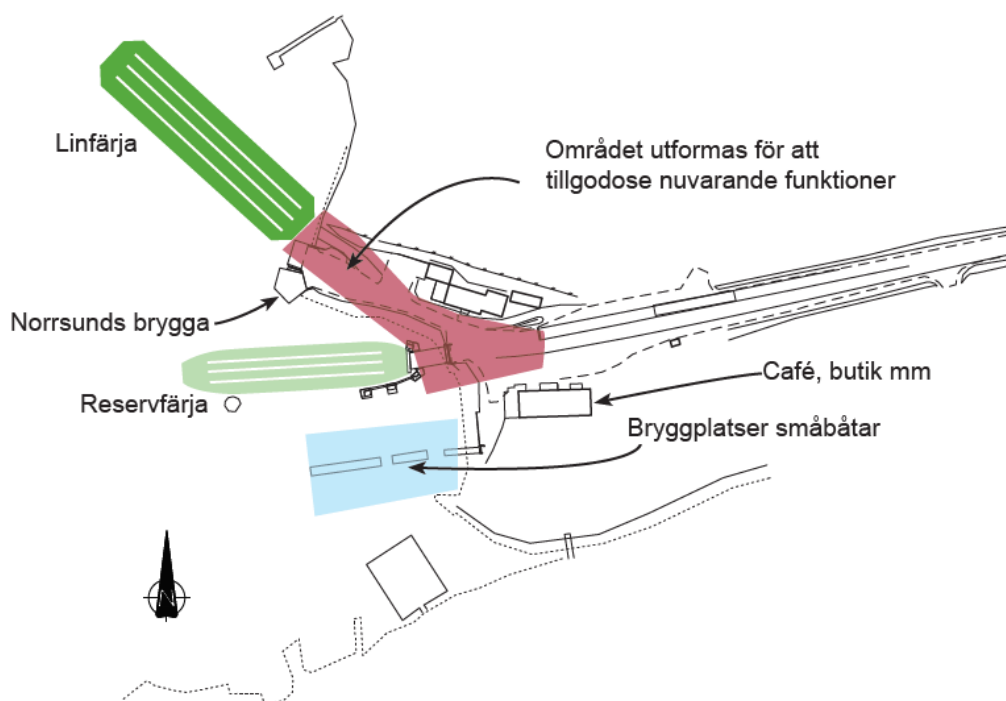 Linfärja
Området utformas för att
tillgodose nuvarande funktioner
Norrsunds brygga
Reservfärja
Café, butik mm
Bryggplatser småbåtar
N